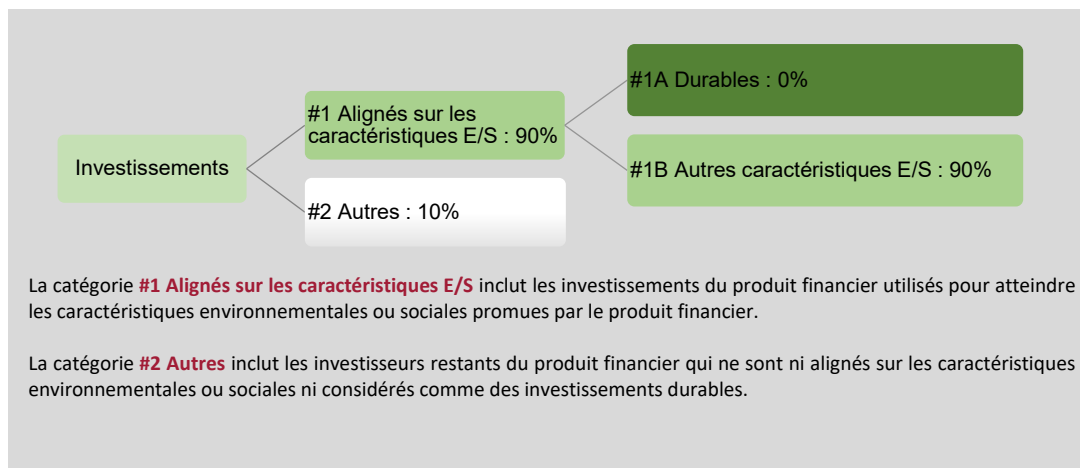 Investissements
#1 Alignés sur les
caractéristiques E/S : 90%
#2 Autres : 10%
#1A Durables : 0%
#1B Autres caractéristiques E/S : 90%
La catégorie #1 Alignés sur les caractéristiques E/S inclut les investissements du produit financier utilisés pour atteindre
les caractéristiques environnementales ou sociales promues par le produit financier.
La catégorie #2 Autres inclut les investisseurs restants du produit financier qui ne sont ni alignés sur les caractéristiques
environnementales ou sociales ni considérés comme des investissements durables.